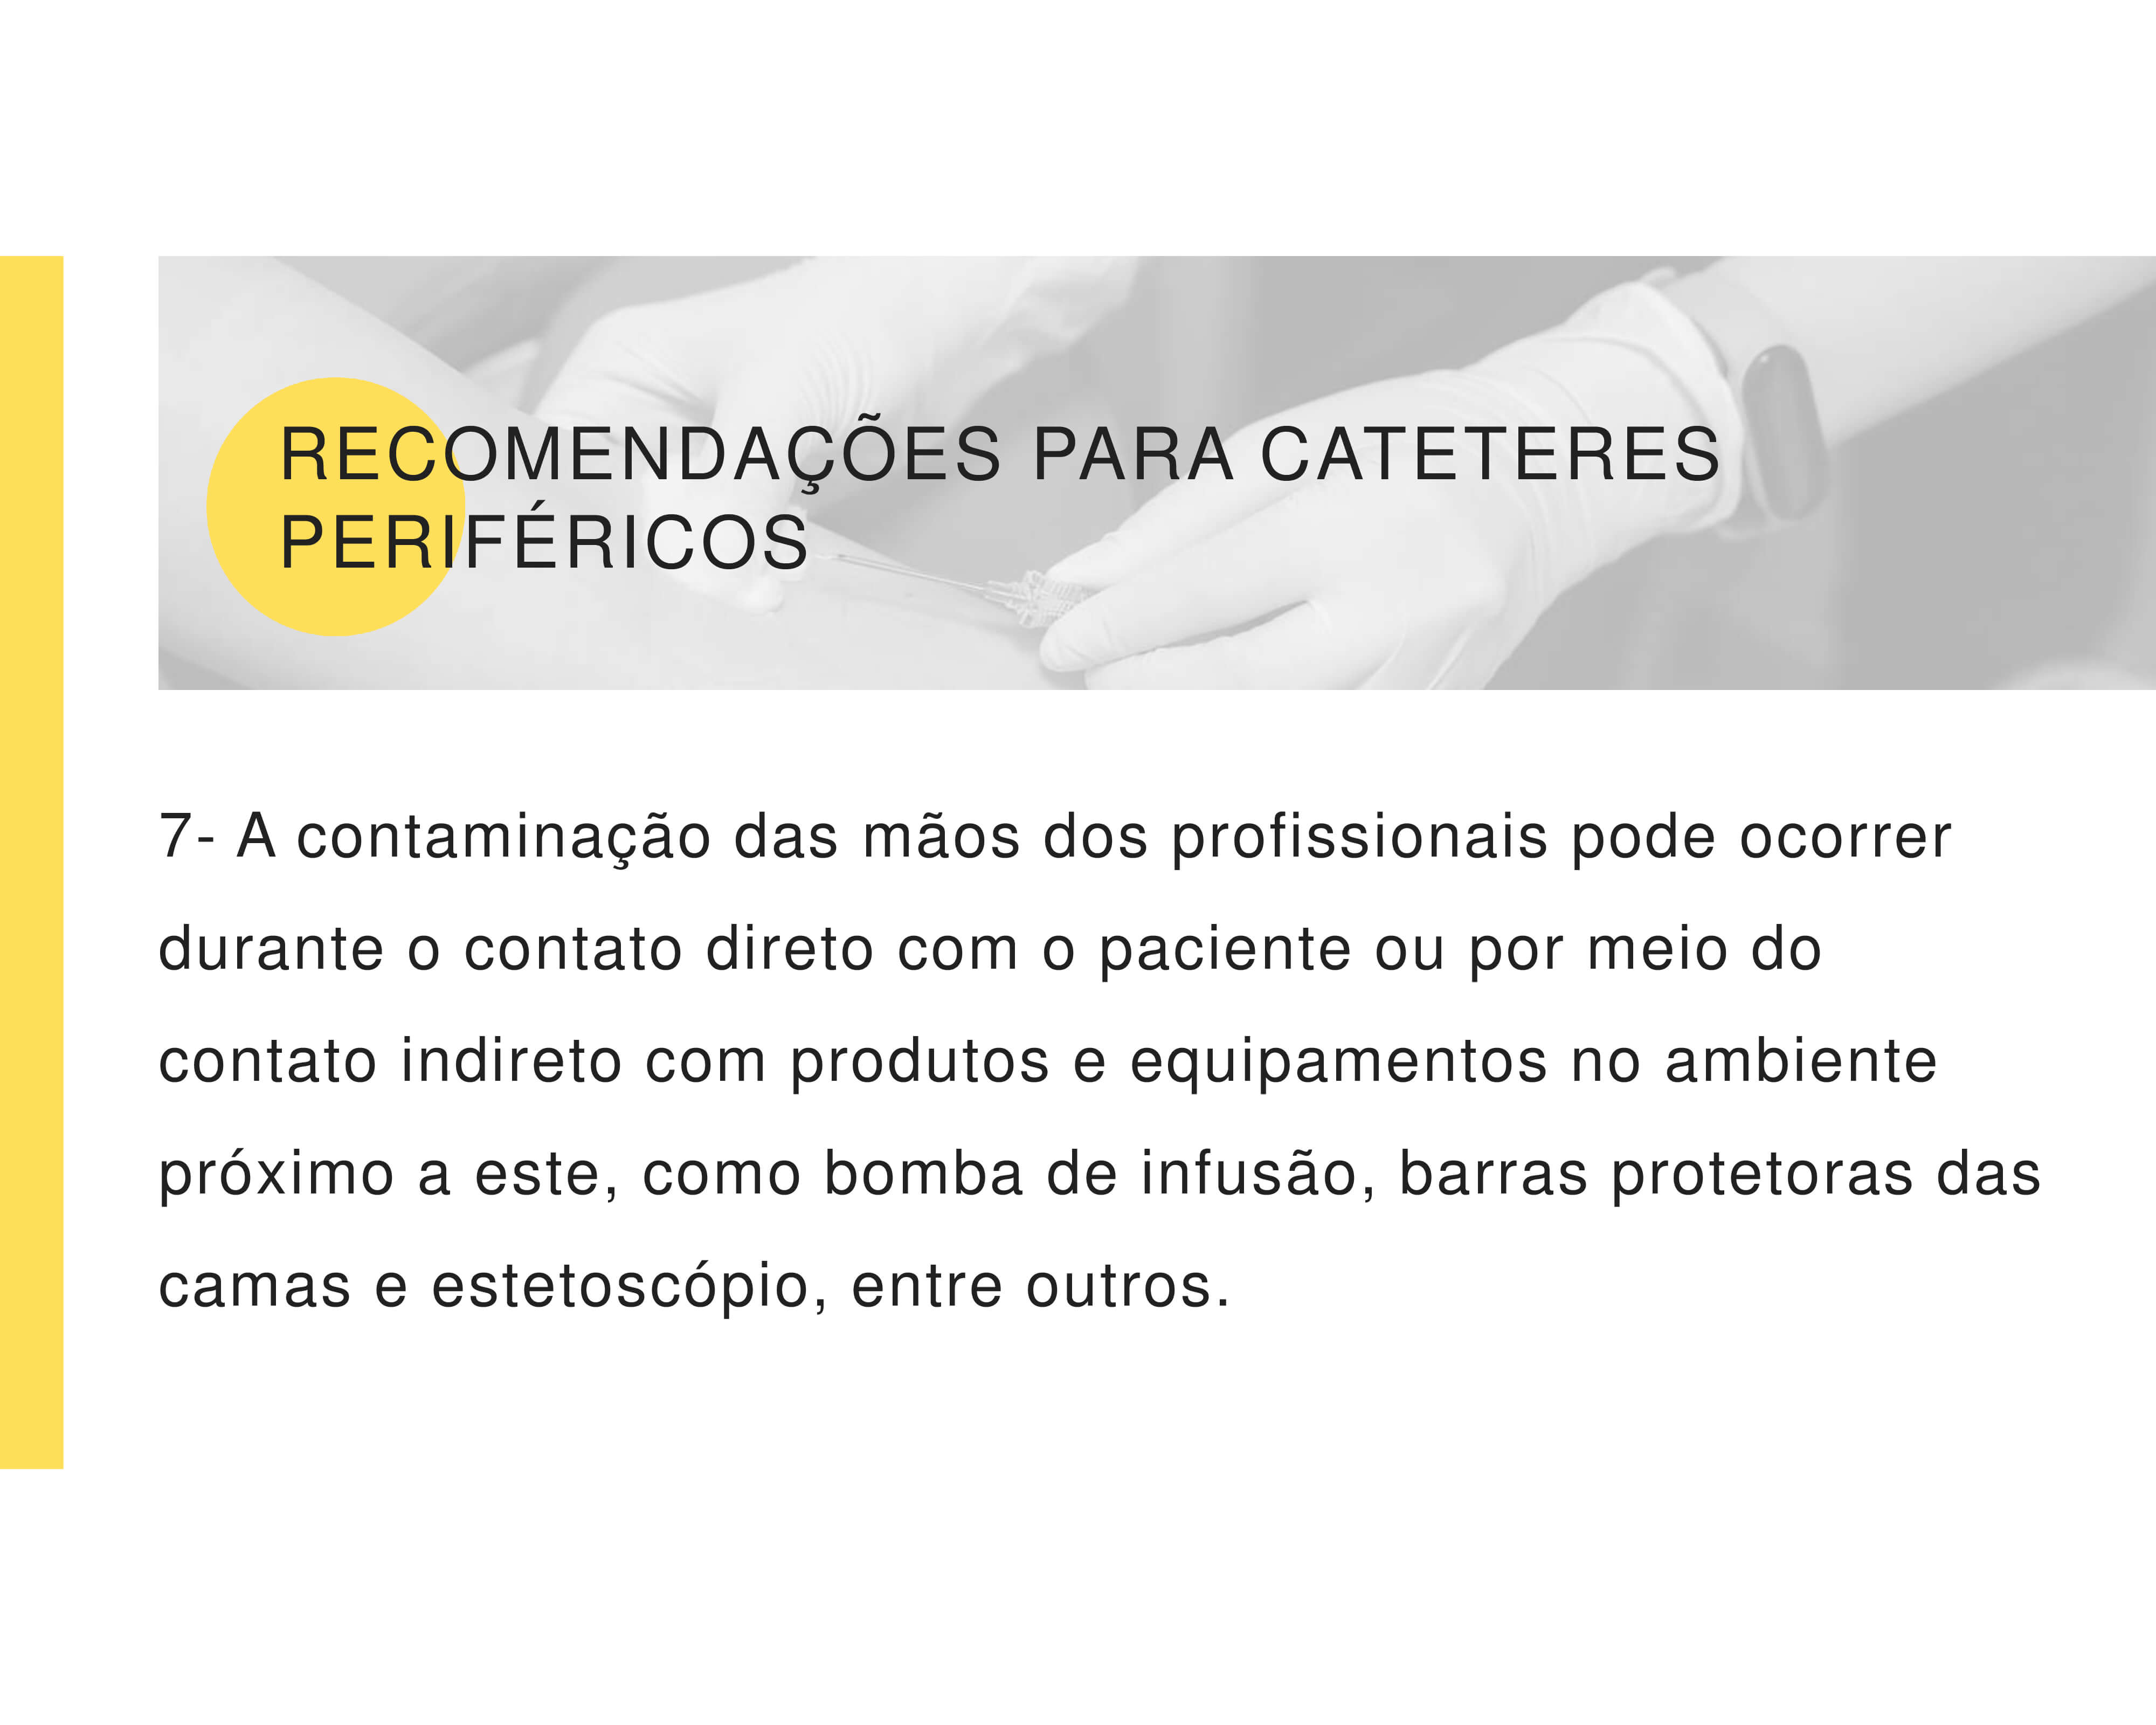 RECOMENDAÇÕES PARA CATETERES
PERIFÉRICOS
7- A contaminação das mãos dos profissionais pode ocorrer
durante o contato direto com o paciente ou por meio do
contato indireto com produtos e equipamentos no ambiente
próximo a este, como bomba de infusão, barras protetoras das
camas e estetoscópio, entre outros.